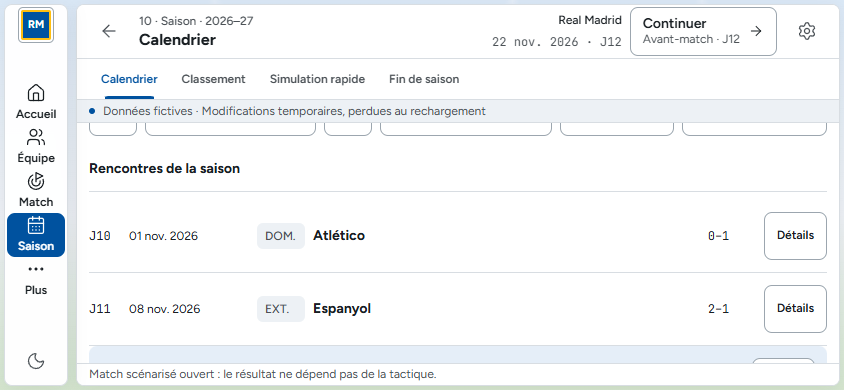 RM
10 · Saison · 2026–27
Calendrier
Real Madrid
22 nov. 2026 · J12
Continuer
Avant-match · J12
Accueil
Équipe
Match
Saison
Plus
Calendrier
Classement
Simulation rapide
Fin de saison
Données fictives · Modifications temporaires, perdues au rechargement
Rencontres de la saison
J10 01 nov. 2026 DOM. Atlético 0–1 Détails
J11 08 nov. 2026 EXT. Espanyol 2–1 Détails
Match scénarisé ouvert : le résultat ne dépend pas de la tactique.